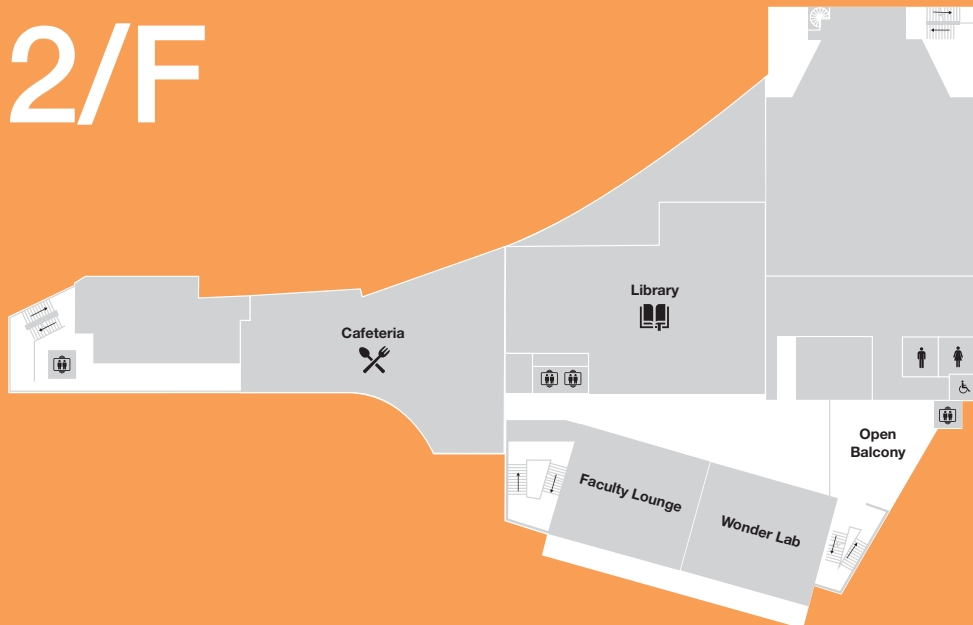 2/F
Library
Cafeteria
Open
Balcony
Faculty Lounge
Wonder Lab